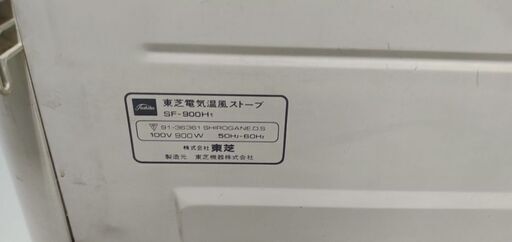 Toshiba
東芝電気温風ストーブ
SF-900H1
▽ 91-36361 SHIROGANE.D.S
100V 900W 50Hz-60Hz
株式会社 東芝
製造元 東芝機器株式会社